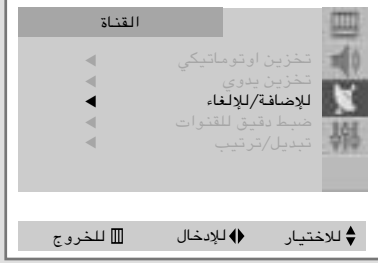 القناة
تخزين اوتوماتيكي
تخزين يدوي
للإضافة/للإلغاء
ضبط دقيق للقنوات
تبديل/ترتيب
للاختيار للإدخال للخروج